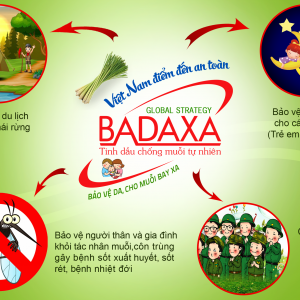 Việt Nam điểm đến an toàn
GLOBAL STRATEGY
BADAXA
Tinh dầu chống muỗi tự nhiên
BẢO VỆ DA, CHO MUỖI BAY XA
du lịch
rừng
Bảo vệ
cho
(Trẻ em
Bảo vệ người thân và gia đình
khỏi tác nhân muỗi,côn trùng
gây bệnh sốt xuất huyết, sốt
rét, bệnh nhiệt đới